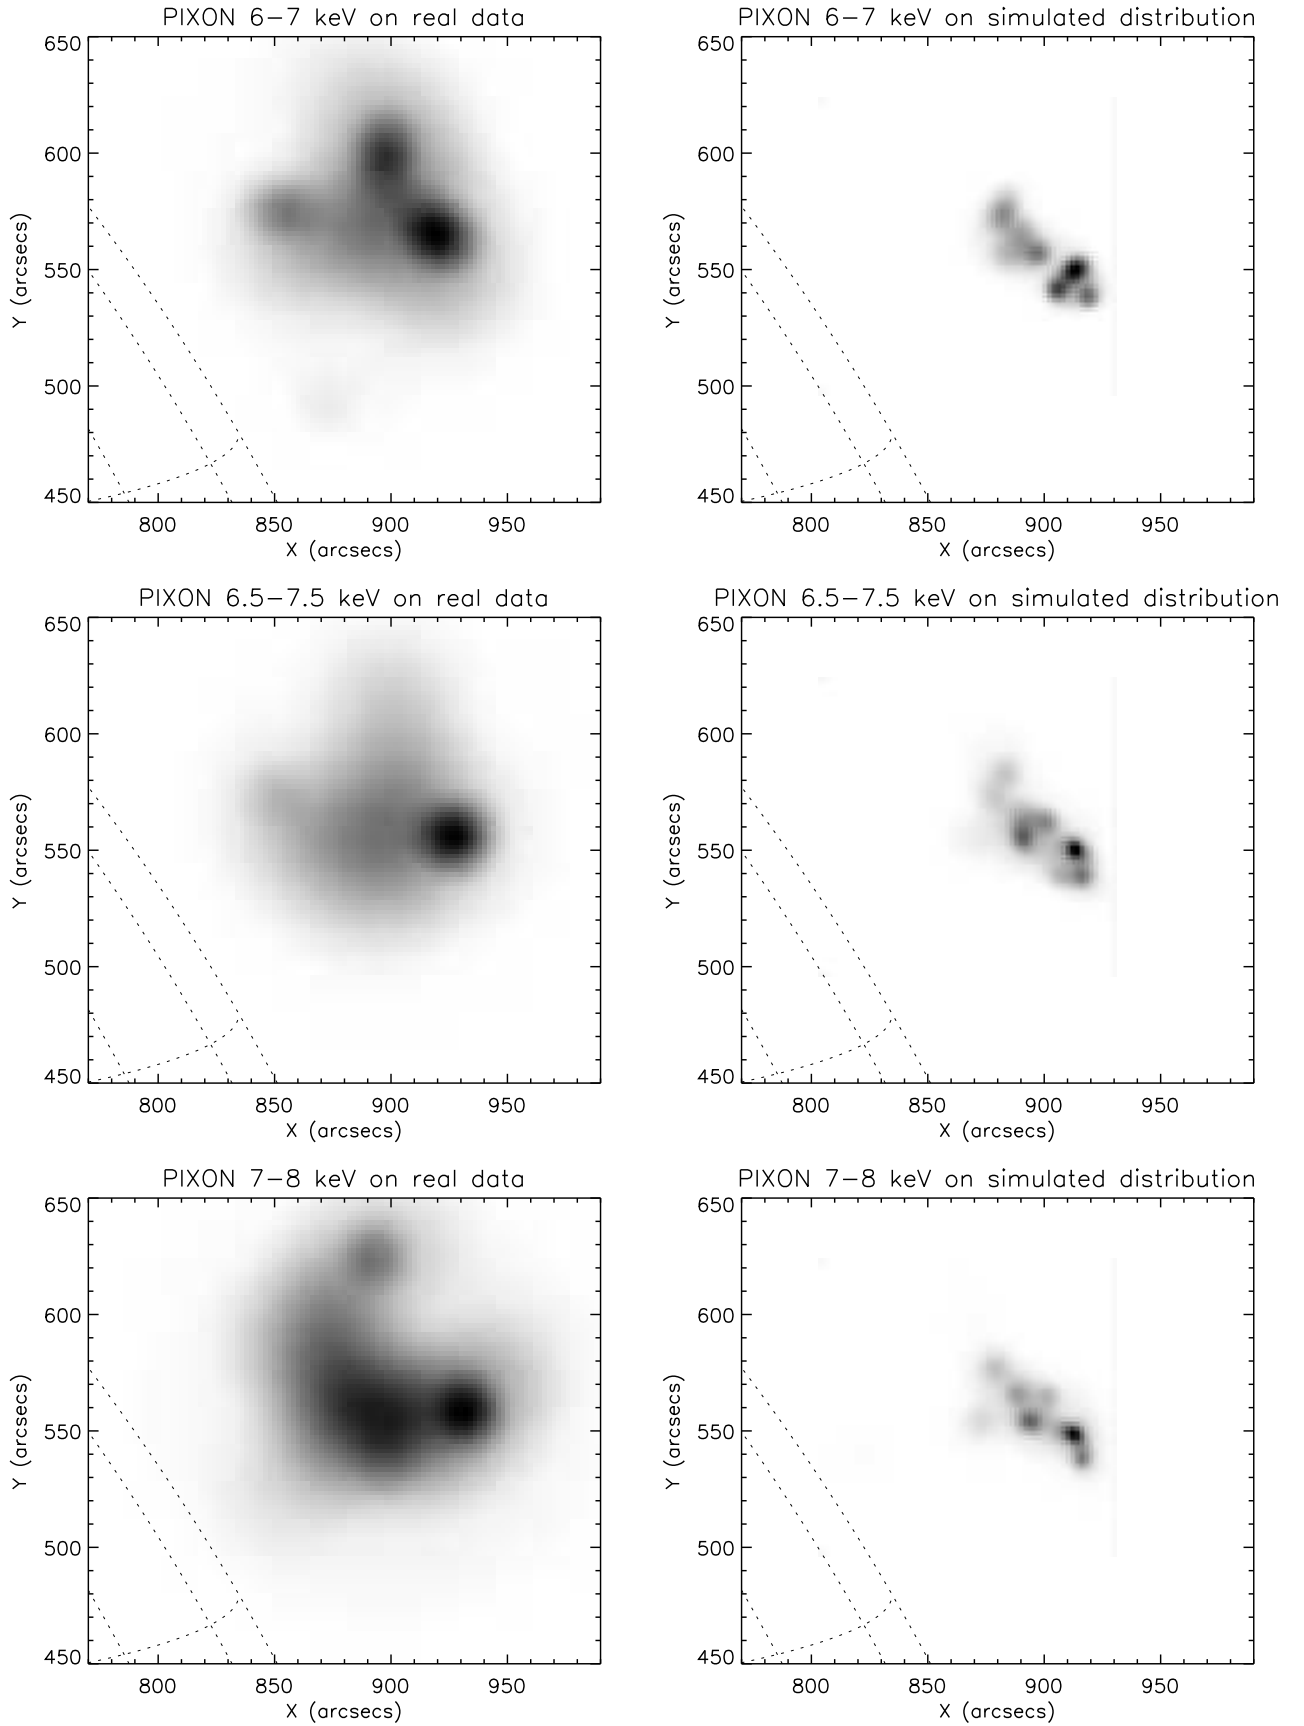 PIXON 6−7 keV on real data
PIXON 6−7 keV on simulated distribution
650
600
550
500
450
Y (arcsecs)
800 850 900 950
X (arcsecs)
650
600
550
500
450
Y (arcsecs)
800 850 900 950
X (arcsecs)
PIXON 6.5−7.5 keV on real data
PIXON 6.5−7.5 keV on simulated distribution
650
600
550
500
450
Y (arcsecs)
800 850 900 950
X (arcsecs)
650
600
550
500
450
Y (arcsecs)
800 850 900 950
X (arcsecs)
PIXON 7−8 keV on real data
PIXON 7−8 keV on simulated distribution
650
600
550
500
450
Y (arcsecs)
800 850 900 950
X (arcsecs)
650
600
550
500
450
Y (arcsecs)
800 850 900 950
X (arcsecs)